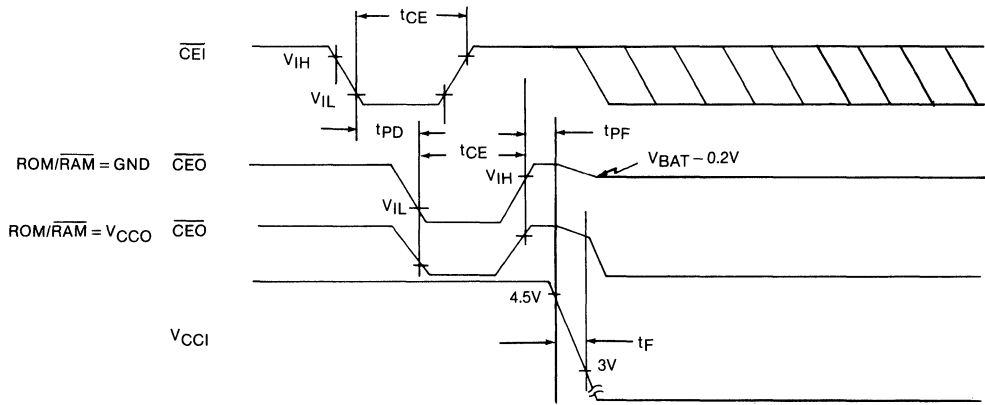 tCE
CEI
VIH
VIL
tPD
tPF
tCE
ROM/RAM = GND CEO
VBAT – 0.2V
VIH
VIL
ROM/RAM = VCCO CEO
4.5V
VCCI
tF
3V